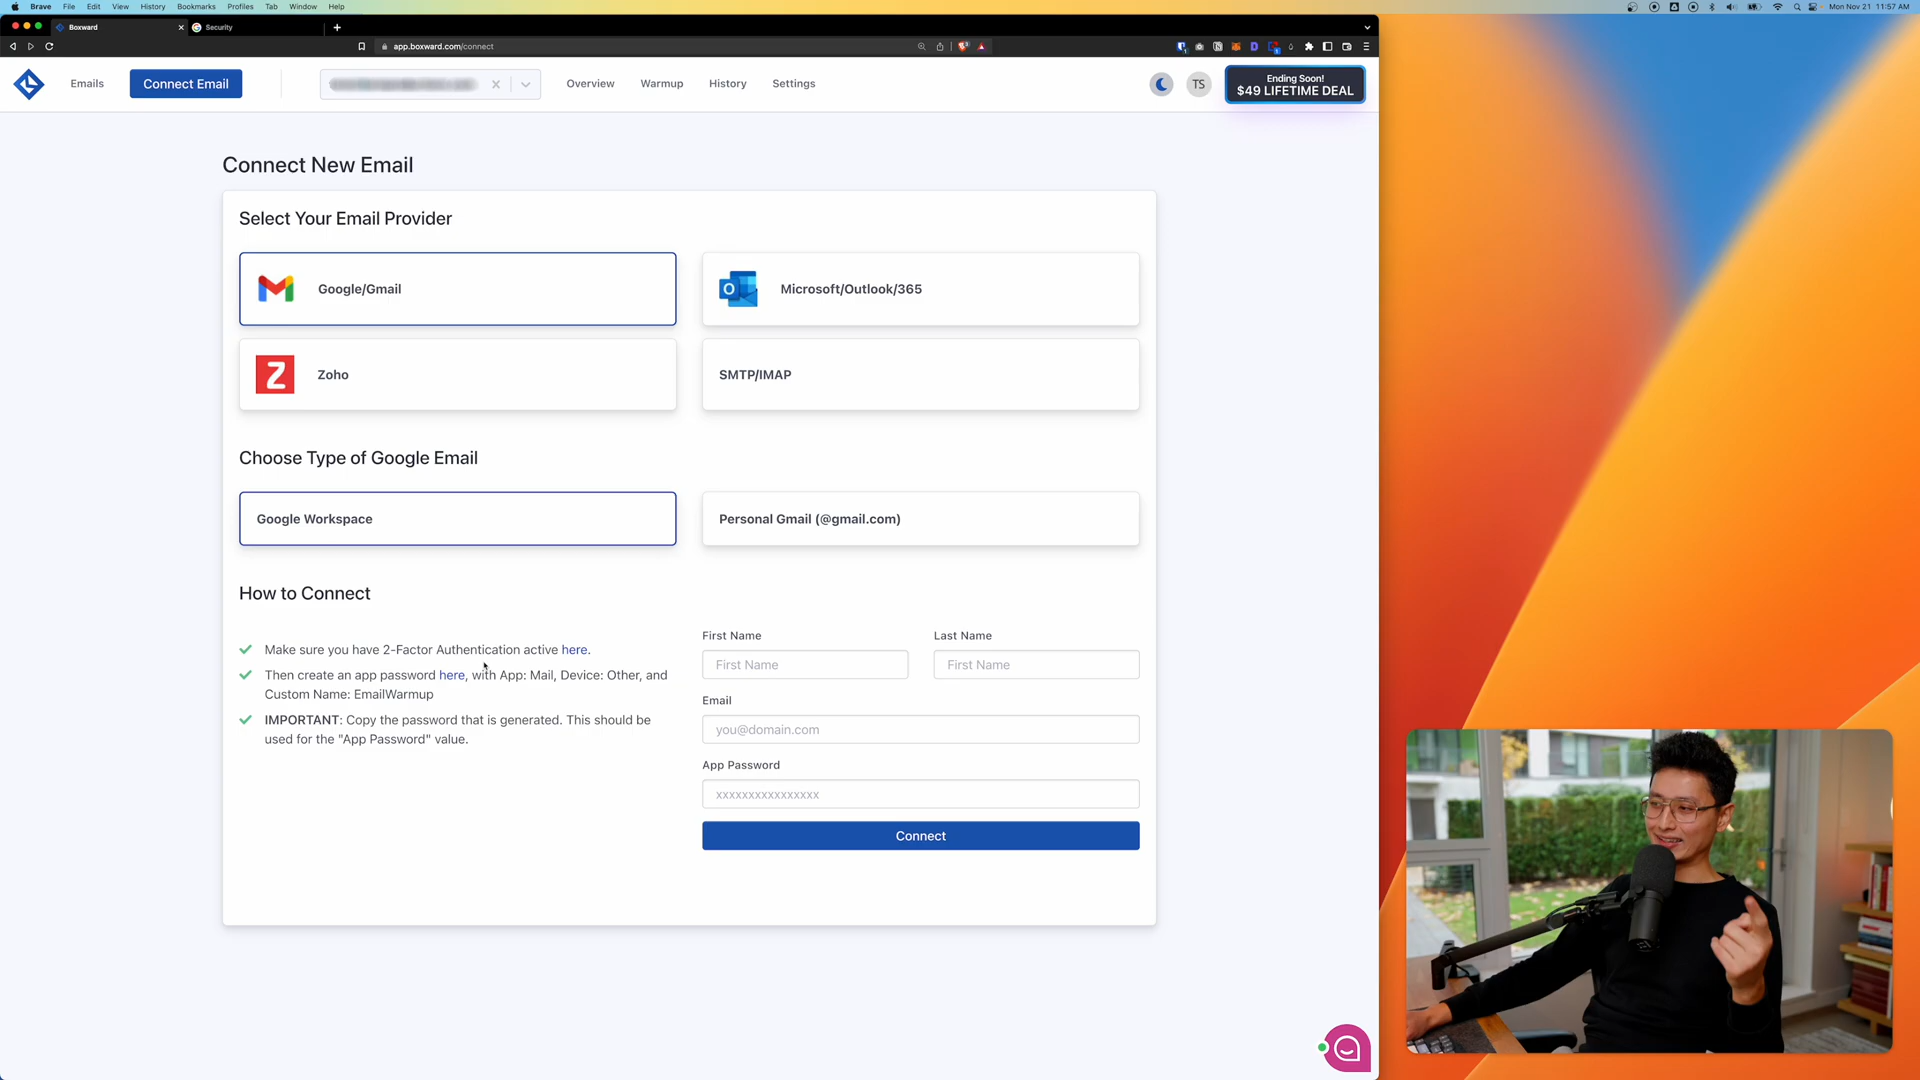 Brave File Edit View History Bookmarks Profiles Tab Window Help
Mon Nov 21 11:57 AM
Boxward
Security
app.boxward.com/connect
Emails
Connect Email
Overview
Warmup
History
Settings
TS
Ending Soon!
$49 LIFETIME DEAL
Connect New Email
Select Your Email Provider
Google/Gmail
Microsoft/Outlook/365
Zoho
SMTP/IMAP
Choose Type of Google Email
Google Workspace
Personal Gmail (@gmail.com)
How to Connect
Make sure you have 2-Factor Authentication active here.
Then create an app password here, with App: Mail, Device: Other, and
Custom Name: EmailWarmup
IMPORTANT: Copy the password that is generated. This should be
used for the "App Password" value.
First Name
Last Name
First Name
First Name
Email
you@domain.com
App Password
xxxxxxxxxxxxxxxx
Connect